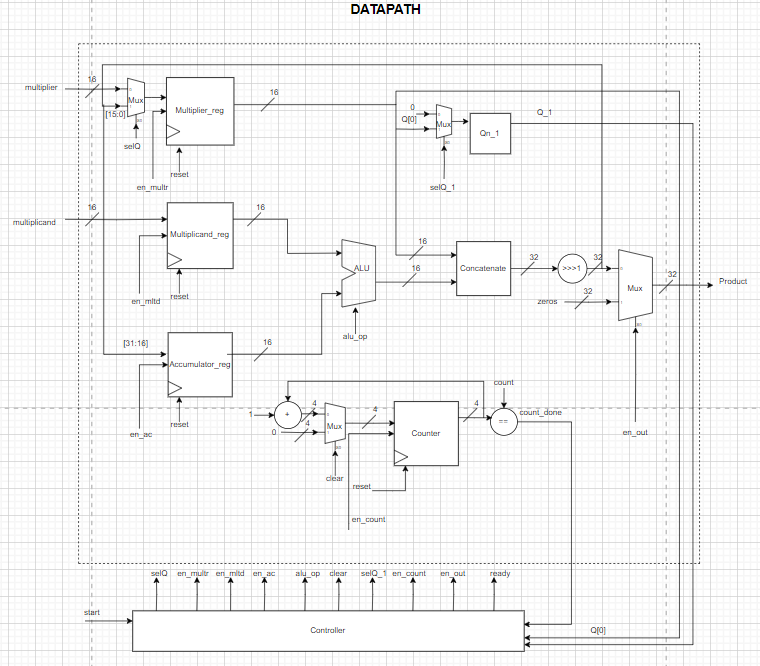 DATAPATH
multiplier
16
[15:0]
Mux
selQ
Multiplier_reg
16
en_multr
reset
0
Q[0]
Mux
selQ_1
Qn_1
Q_1
multiplicand
16
Multiplicand_reg
16
en_mltd
reset
ALU
alu_op
16
16
Concatenate
32
>>>1
32
zeros
32
Mux
32
Product
en_out
[31:16]
Accumulator_reg
16
en_ac
reset
1
+
4
0
4
Mux
clear
4
Counter
reset
en_count
4
count
==
count_done
selQ
en_multr
en_mltd
en_ac
alu_op
clear
selQ_1
en_count
en_out
ready
start
Controller
Q[0]